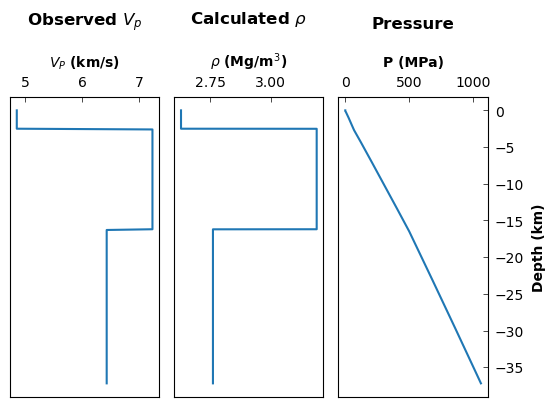 Observed Vₚ
Calculated ρ
Pressure
V_P (km/s)
ρ (Mg/m³)
P (MPa)
5 6 7
2.75 3.00
0 500 1000
0
−5
−10
−15
−20
−25
−30
−35
Depth (km)